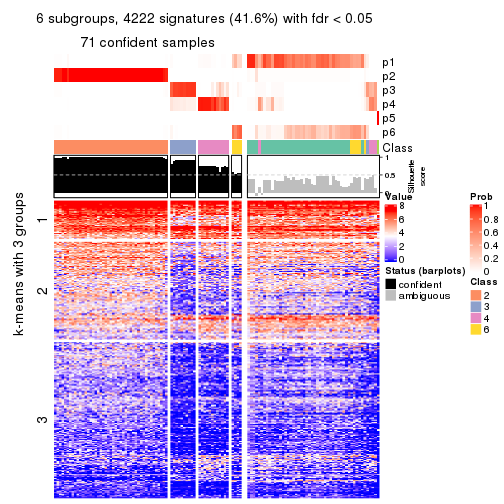 6 subgroups, 4222 signatures (41.6%) with fdr < 0.05
71 confident samples
p1
p2
p3
p4
p5
p6
Class
1
0.5
0
Silhouette
score
k-means with 3 groups
1
2
3
Value
8
6
4
2
0
Status (barplots)
confident
ambiguous
Prob
1
0.8
0.6
0.4
0.2
0
Class
2
3
4
6